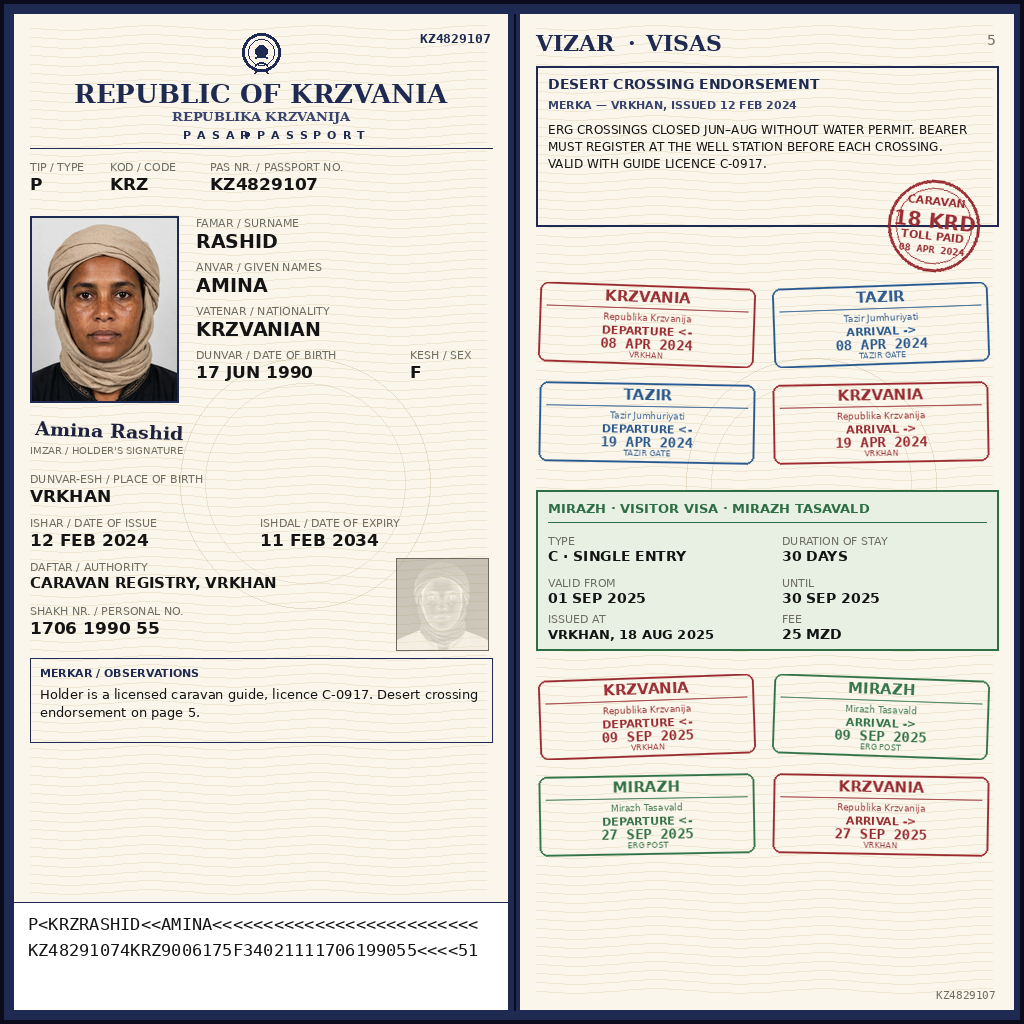 KZ4829107
REPUBLIC OF KRZVANIA
REPUBLIKA KRZVANIJA
PASAR PASSPORT
TIP / TYPE
P
KOD / CODE
KRZ
PAS NR. / PASSPORT NO.
KZ4829107
FAMAR / SURNAME
RASHID
ANVAR / GIVEN NAMES
AMINA
VATENAR / NATIONALITY
KRZVANIAN
DUNVAR / DATE OF BIRTH
17 JUN 1990
KESH / SEX
F
Amina Rashid
IMZAR / HOLDER'S SIGNATURE
DUNVAR-ESH / PLACE OF BIRTH
VRKHAN
ISHAR / DATE OF ISSUE
12 FEB 2024
ISHDAL / DATE OF EXPIRY
11 FEB 2034
DAFTAR / AUTHORITY
CARAVAN REGISTRY, VRKHAN
SHAKH NR. / PERSONAL NO.
1706 1990 55
MERKAR / OBSERVATIONS
Holder is a licensed caravan guide, licence C-0917. Desert crossing
endorsement on page 5.
P<KRZRASHID<<AMINA<<<<<<<<<<<<<<<<<<<<<<<<<<
KZ48291074KRZ9006175F34021111706199055<<<<51
VIZAR · VISAS
5
DESERT CROSSING ENDORSEMENT
MERKA — VRKHAN, ISSUED 12 FEB 2024
ERG CROSSINGS CLOSED JUN–AUG WITHOUT WATER PERMIT. BEARER
MUST REGISTER AT THE WELL STATION BEFORE EACH CROSSING.
VALID WITH GUIDE LICENCE C-0917.
CARAVAN
18 KRD
TOLL PAID
08 APR 2024
KRZVANIA
Republika Krzvanija
DEPARTURE <-
08 APR 2024
VRKHAN
TAZIR
Tazir Jumhuriyati
ARRIVAL ->
08 APR 2024
TAZIR GATE
TAZIR
Tazir Jumhuriyati
DEPARTURE <-
19 APR 2024
TAZIR GATE
KRZVANIA
Republika Krzvanija
ARRIVAL ->
19 APR 2024
VRKHAN
MIRAZH · VISITOR VISA · MIRAZH TASAVALD
TYPE
C · SINGLE ENTRY
DURATION OF STAY
30 DAYS
VALID FROM
01 SEP 2025
UNTIL
30 SEP 2025
ISSUED AT
VRKHAN, 18 AUG 2025
FEE
25 MZD
KRZVANIA
Republika Krzvanija
DEPARTURE <-
09 SEP 2025
VRKHAN
MIRAZH
Mirazh Tasavald
ARRIVAL ->
09 SEP 2025
ERG POST
MIRAZH
Mirazh Tasavald
DEPARTURE <-
27 SEP 2025
ERG POST
KRZVANIA
Republika Krzvanija
ARRIVAL ->
27 SEP 2025
VRKHAN
KZ4829107